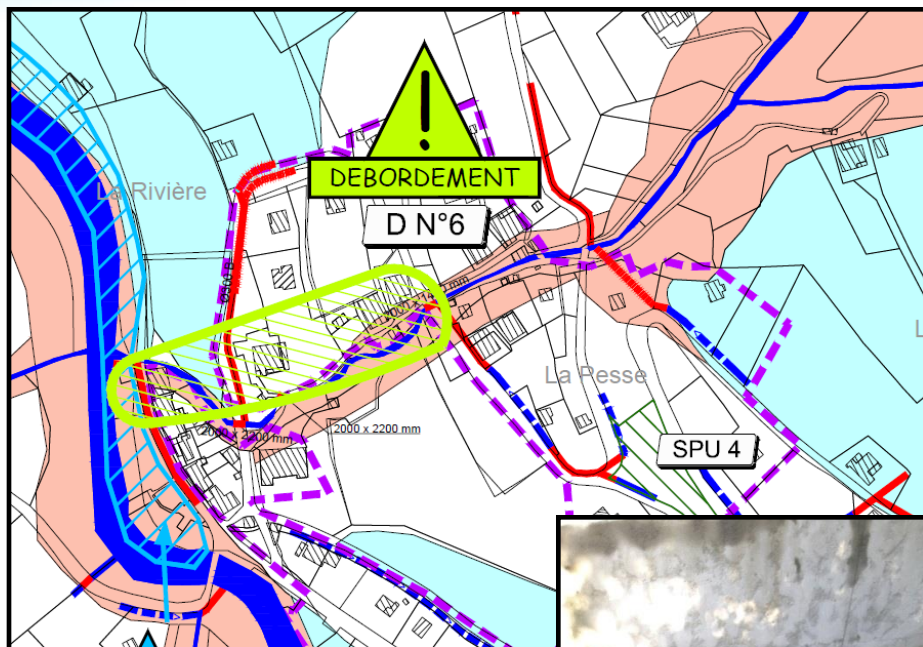 !
DEBORDEMENT
La Rivière
D N°6
La Pesse
L
SPU 4
2000 x 2200 mm
2000 x 2200 mm